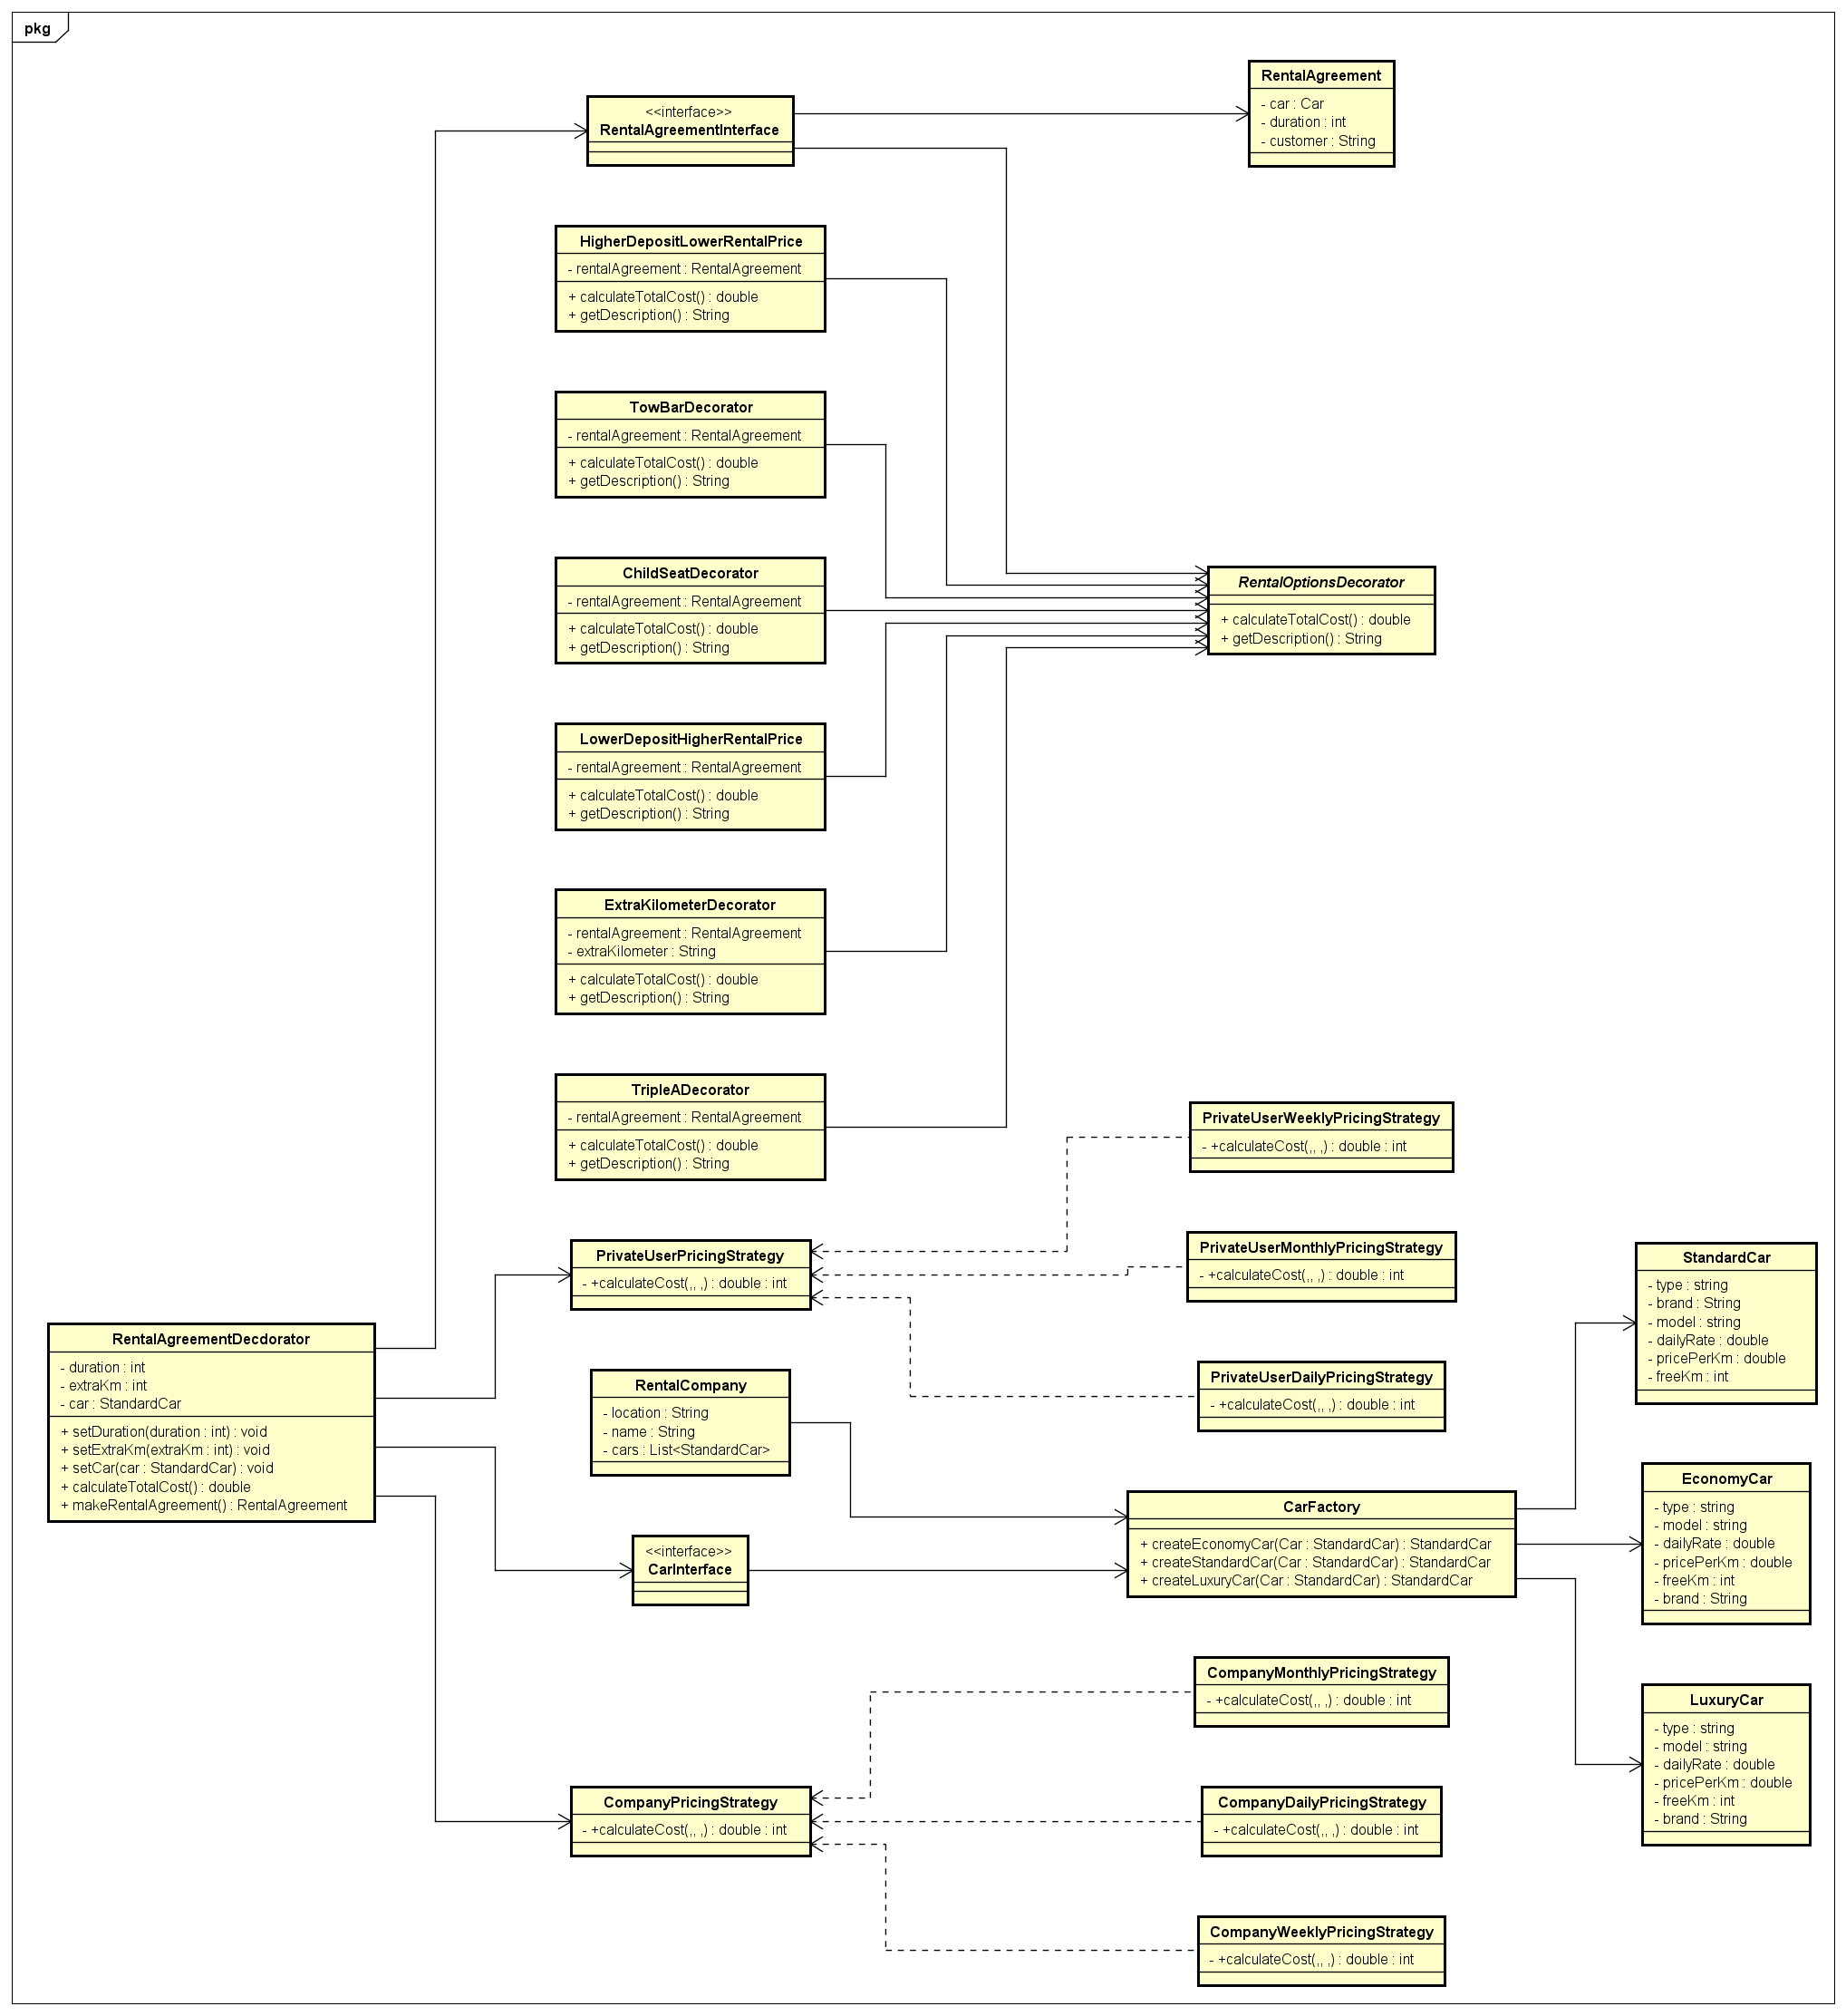 pkg
RentalAgreement
- car : Car
- duration : int
- customer : String
<<interface>>
RentalAgreementInterface
HigherDepositLowerRentalPrice
- rentalAgreement : RentalAgreement
+ calculateTotalCost() : double
+ getDescription() : String
TowBarDecorator
- rentalAgreement : RentalAgreement
+ calculateTotalCost() : double
+ getDescription() : String
ChildSeatDecorator
- rentalAgreement : RentalAgreement
+ calculateTotalCost() : double
+ getDescription() : String
RentalOptionsDecorator
+ calculateTotalCost() : double
+ getDescription() : String
LowerDepositHigherRentalPrice
- rentalAgreement : RentalAgreement
+ calculateTotalCost() : double
+ getDescription() : String
ExtraKilometerDecorator
- rentalAgreement : RentalAgreement
- extraKilometer : String
+ calculateTotalCost() : double
+ getDescription() : String
TripleADecorator
- rentalAgreement : RentalAgreement
+ calculateTotalCost() : double
+ getDescription() : String
PrivateUserWeeklyPricingStrategy
- +calculateCost(,, ,) : double : int
PrivateUserPricingStrategy
- +calculateCost(,, ,) : double : int
PrivateUserMonthlyPricingStrategy
- +calculateCost(,, ,) : double : int
StandardCar
- type : string
- brand : String
- model : string
- dailyRate : double
- pricePerKm : double
- freeKm : int
RentalAgreementDecdorator
- duration : int
- extraKm : int
- car : StandardCar
+ setDuration(duration : int) : void
+ setExtraKm(extraKm : int) : void
+ setCar(car : StandardCar) : void
+ calculateTotalCost() : double
+ makeRentalAgreement() : RentalAgreement
RentalCompany
- location : String
- name : String
- cars : List<StandardCar>
PrivateUserDailyPricingStrategy
- +calculateCost(,, ,) : double : int
<<interface>>
CarInterface
CarFactory
+ createEconomyCar(Car : StandardCar) : StandardCar
+ createStandardCar(Car : StandardCar) : StandardCar
+ createLuxuryCar(Car : StandardCar) : StandardCar
EconomyCar
- type : string
- model : string
- dailyRate : double
- pricePerKm : double
- freeKm : int
- brand : String
CompanyMonthlyPricingStrategy
- +calculateCost(,, ,) : double : int
LuxuryCar
- type : string
- model : string
- dailyRate : double
- pricePerKm : double
- freeKm : int
- brand : String
CompanyPricingStrategy
- +calculateCost(,, ,) : double : int
CompanyDailyPricingStrategy
- +calculateCost(,, ,) : double : int
CompanyWeeklyPricingStrategy
- +calculateCost(,, ,) : double : int